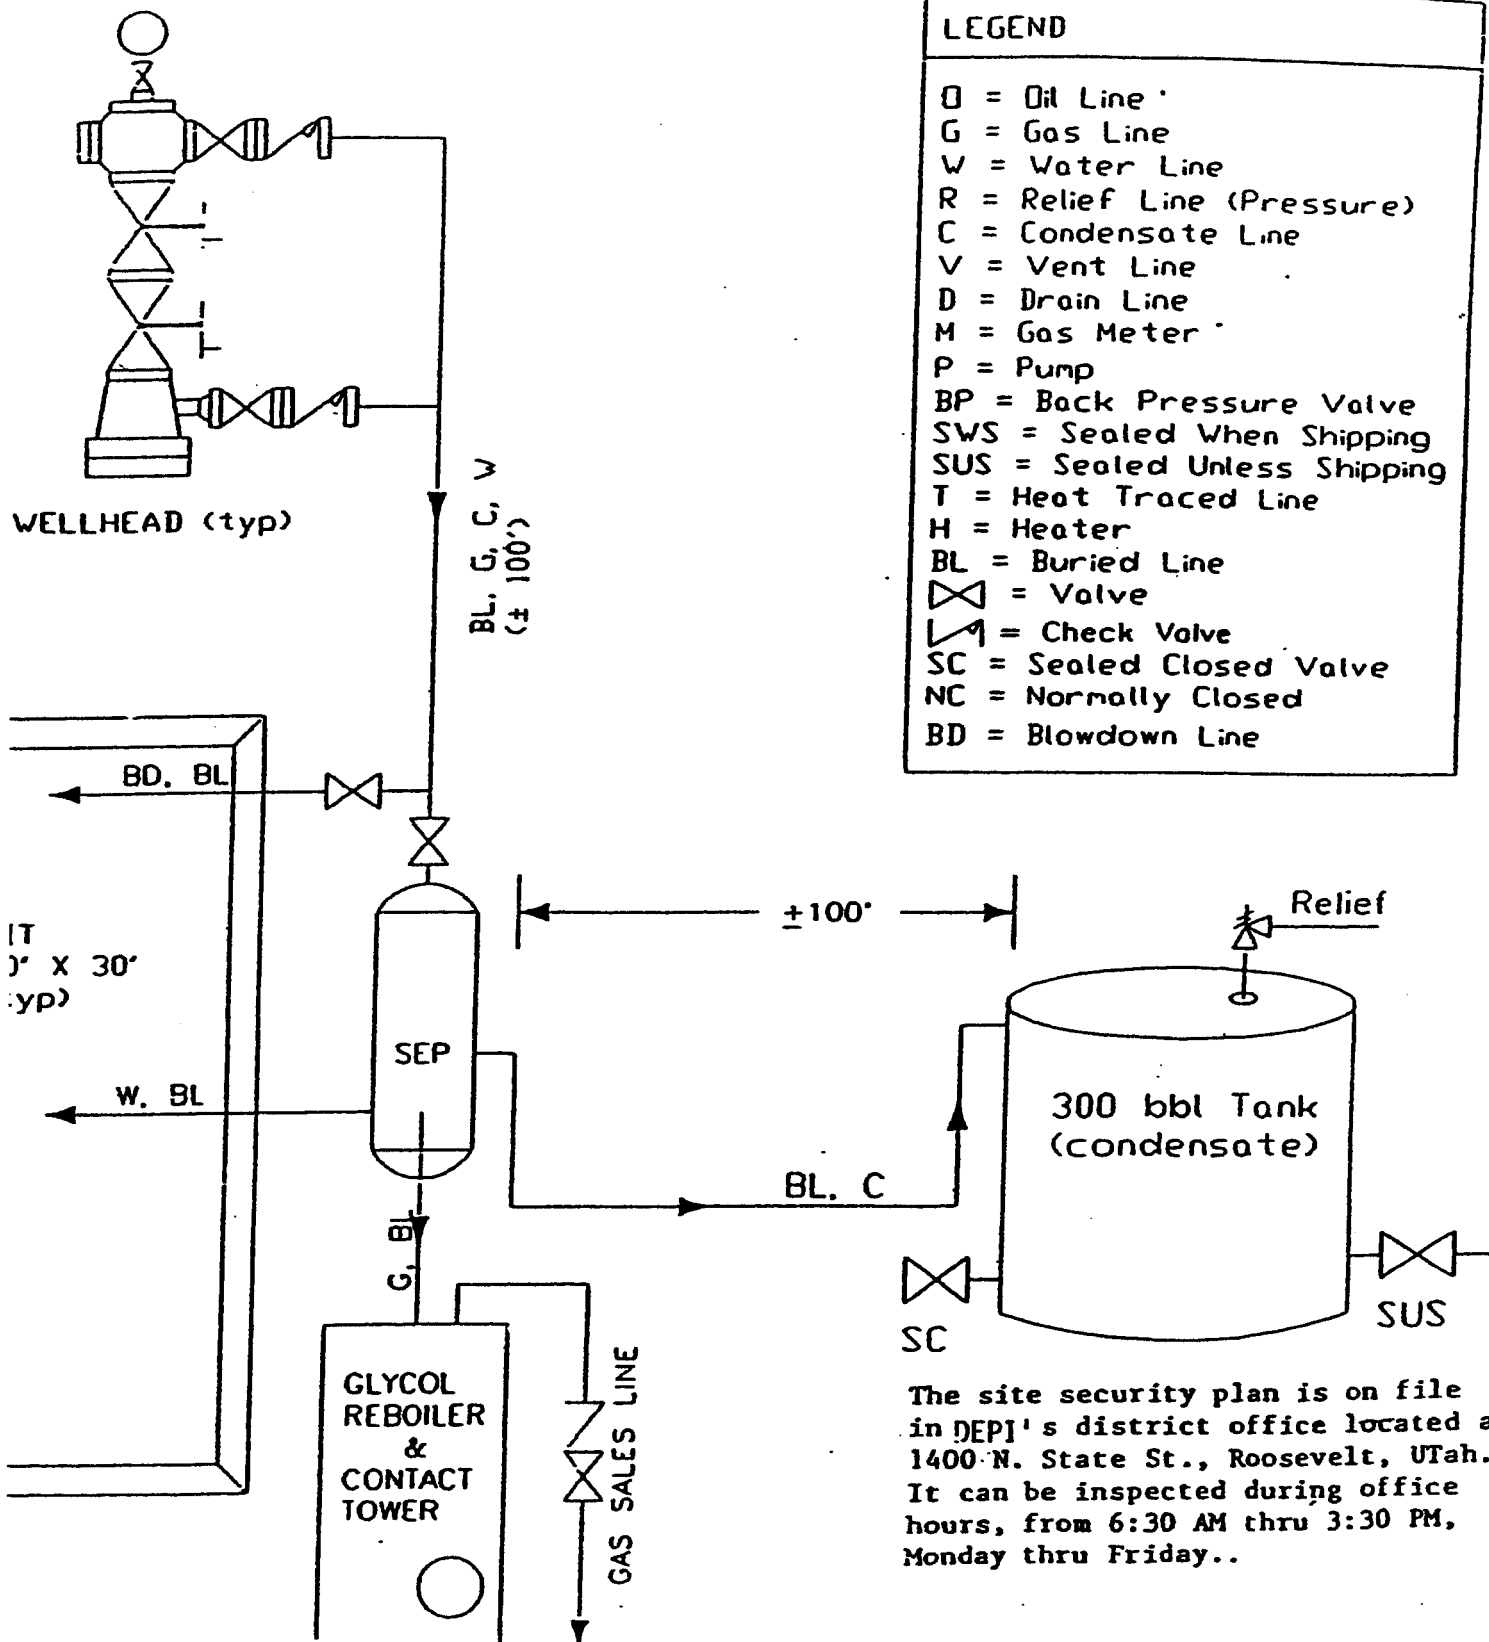 LEGEND
O = Oil Line
G = Gas Line
W = Water Line
R = Relief Line (Pressure)
C = Condensate Line
V = Vent Line
D = Drain Line
M = Gas Meter
P = Pump
BP = Back Pressure Valve
SWS = Sealed When Shipping
SUS = Sealed Unless Shipping
T = Heat Traced Line
H = Heater
BL = Buried Line
= Valve
= Check Valve
SC = Sealed Closed Valve
NC = Normally Closed
BD = Blowdown Line
WELLHEAD (typ)
BL, G, C, W
(± 100')
BD, BL
IT
0' X 30'
yp)
W, BL
SEP
±100'
Relief
300 bbl Tank
(condensate)
BL, C
G, BL
SC
SUS
GLYCOL
REBOILER
&
CONTACT
TOWER
GAS SALES LINE
The site security plan is on file
in DEPI's district office located a
1400 N. State St., Roosevelt, UTah.
It can be inspected during office
hours, from 6:30 AM thru 3:30 PM,
Monday thru Friday..